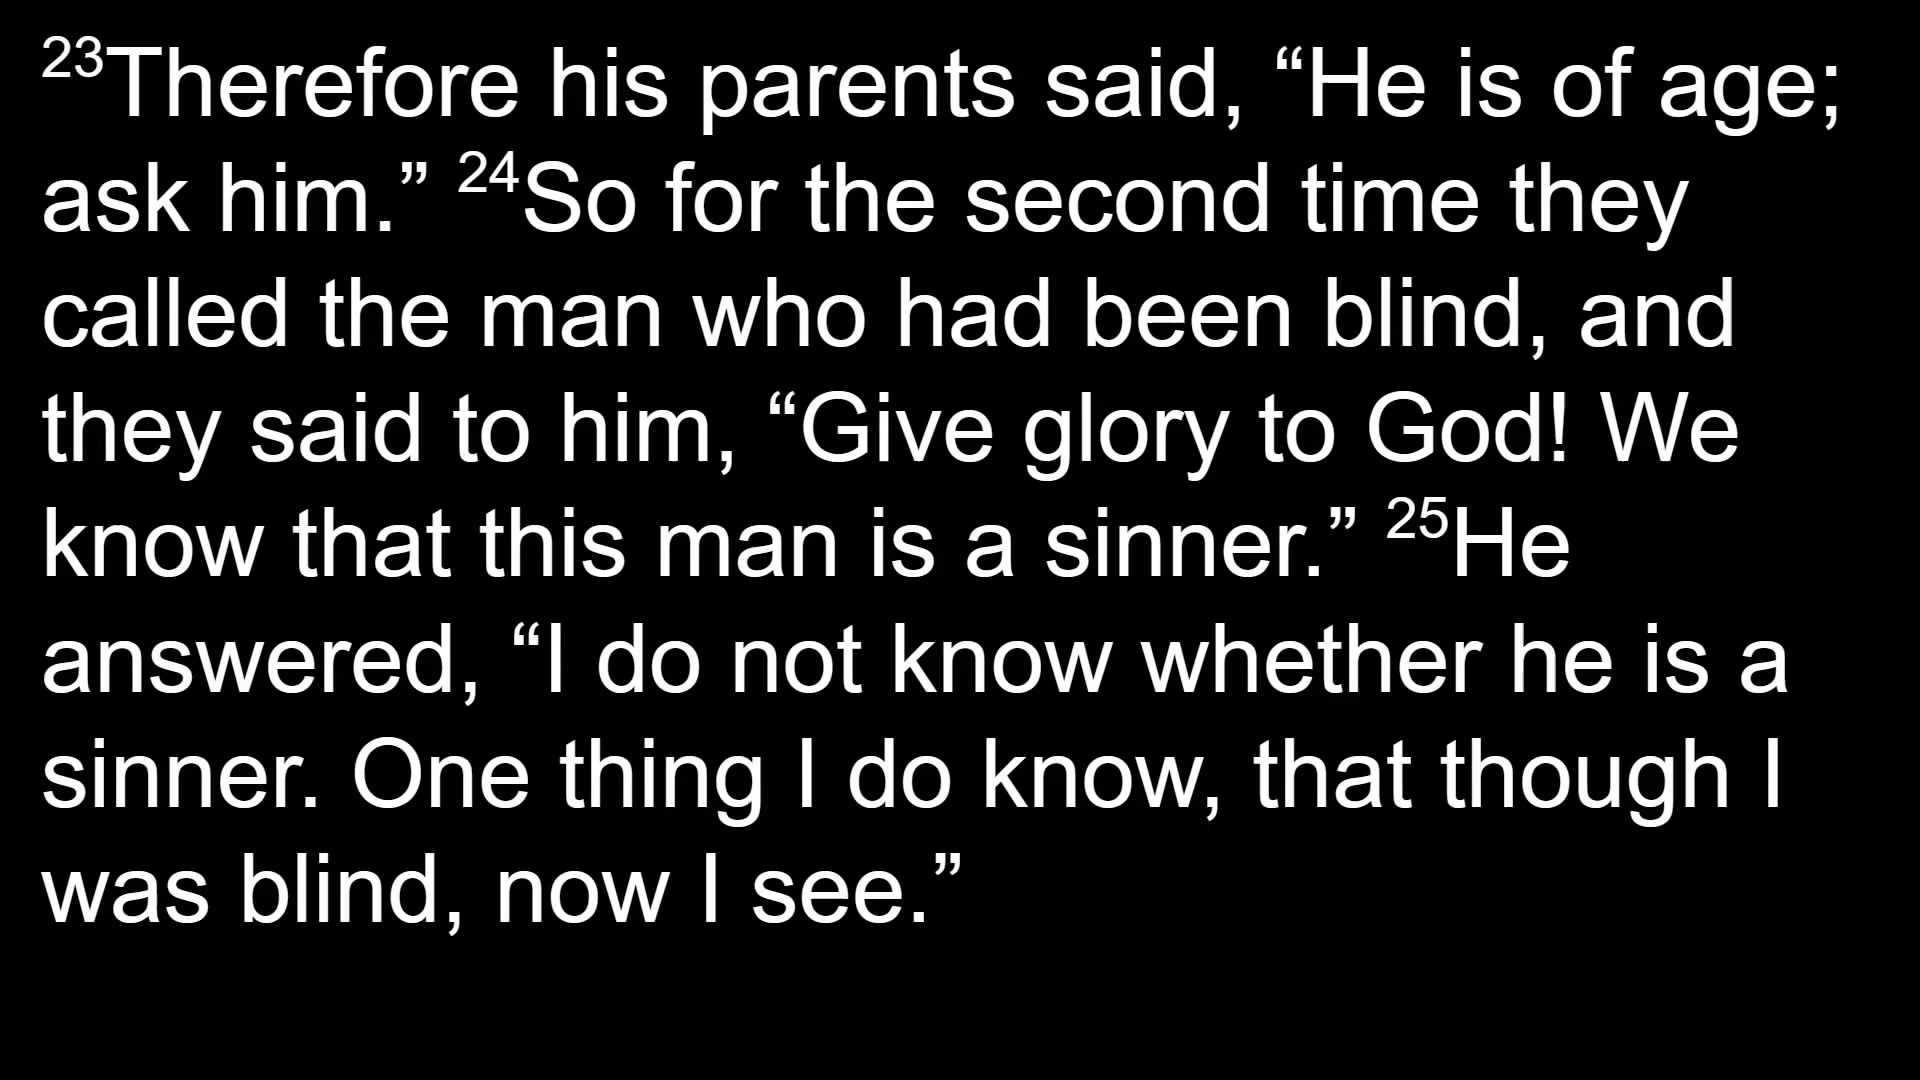 ²³Therefore his parents said, “He is of age;
ask him.” ²⁴So for the second time they
called the man who had been blind, and
they said to him, “Give glory to God! We
know that this man is a sinner.” ²⁵He
answered, “I do not know whether he is a
sinner. One thing I do know, that though I
was blind, now I see.”